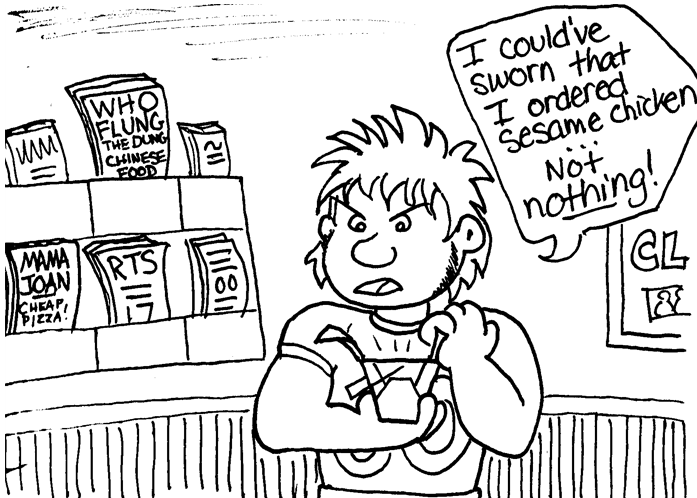 I could've
sworn that
I ordered
sesame chicken
...
Not
nothing!
WHO
FLUNG
THE DUNG
CHINESE
FOOD
MAMA
JOAN
CHEAP
PIZZA!
RTS
17
00
CL